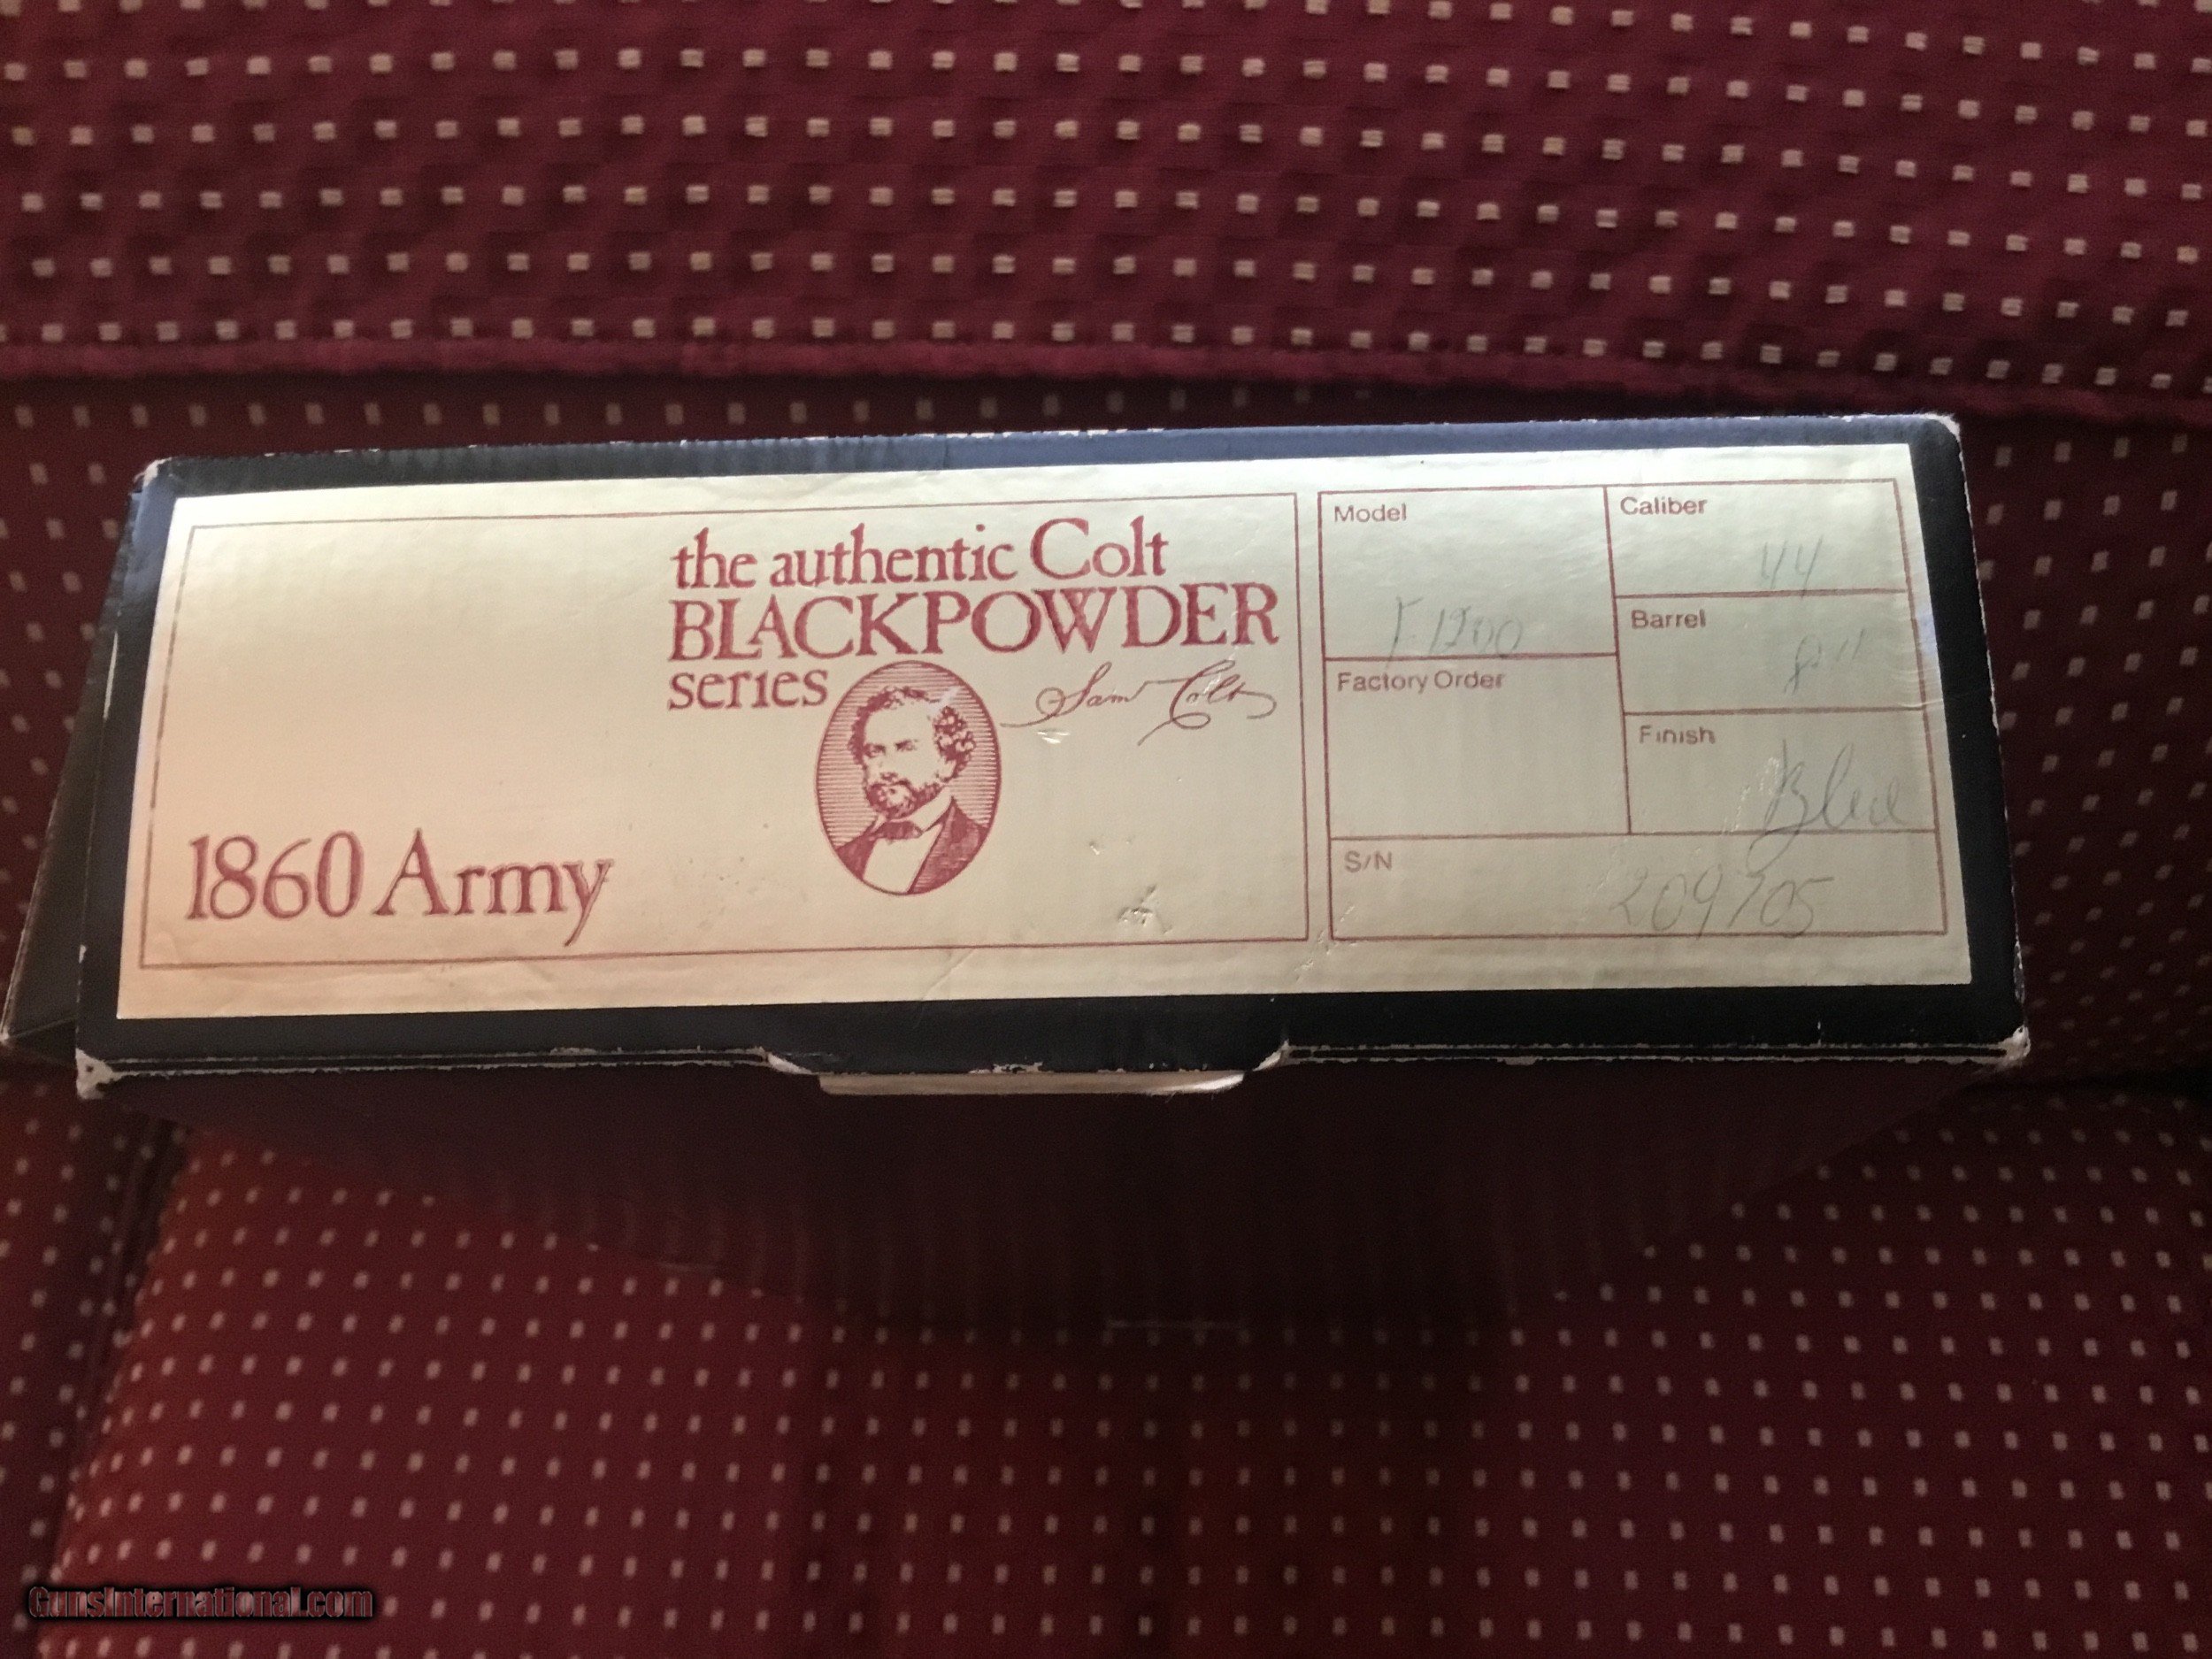 the authentic Colt
BLACKPOWDER
series
Sam Colt
1860 Army
Model
F1200
Caliber
44
Barrel
8"
Factory Order
Finish
Blue
S/N
209705
GunsInternational.com